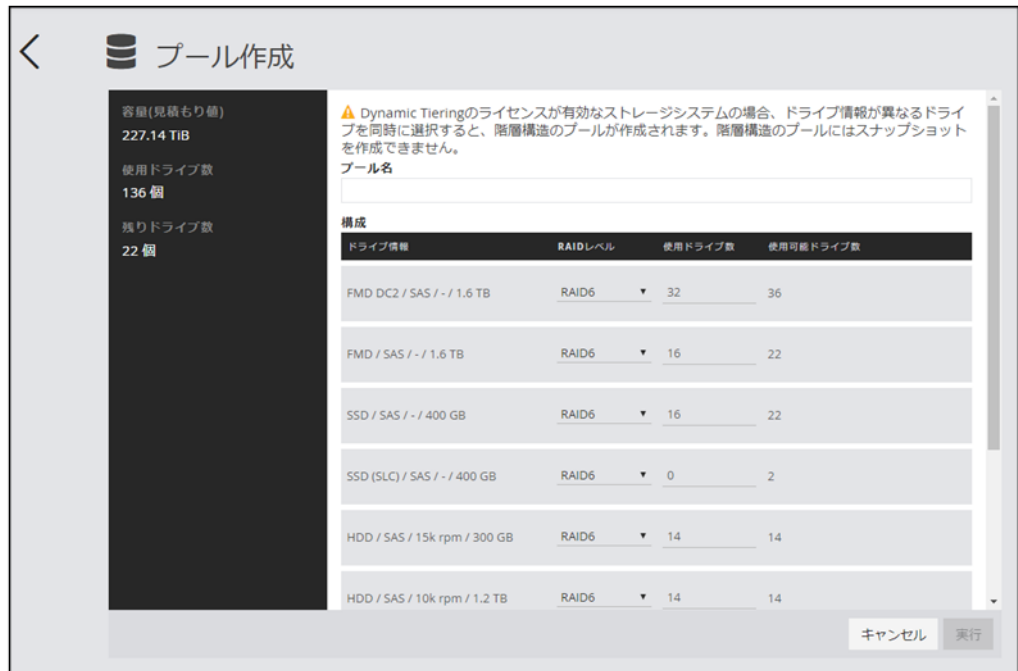 プール作成
容量(見積もり値)
227.14 TiB
使用ドライブ数
136 個
残りドライブ数
22 個
Dynamic Tieringのライセンスが有効なストレージシステムの場合、ドライブ情報が異なるドライ
ブを同時に選択すると、階層構造のプールが作成されます。階層構造のプールにはスナップショット
を作成できません。
プール名
構成
ドライブ情報 RAIDレベル 使用ドライブ数 使用可能ドライブ数
FMD DC2 / SAS / - / 1.6 TB RAID6 32 36
FMD / SAS / - / 1.6 TB RAID6 16 22
SSD / SAS / - / 400 GB RAID6 16 22
SSD (SLC) / SAS / - / 400 GB RAID6 0 2
HDD / SAS / 15k rpm / 300 GB RAID6 14 14
HDD / SAS / 10k rpm / 1.2 TB RAID6 14 14
キャンセル 実行